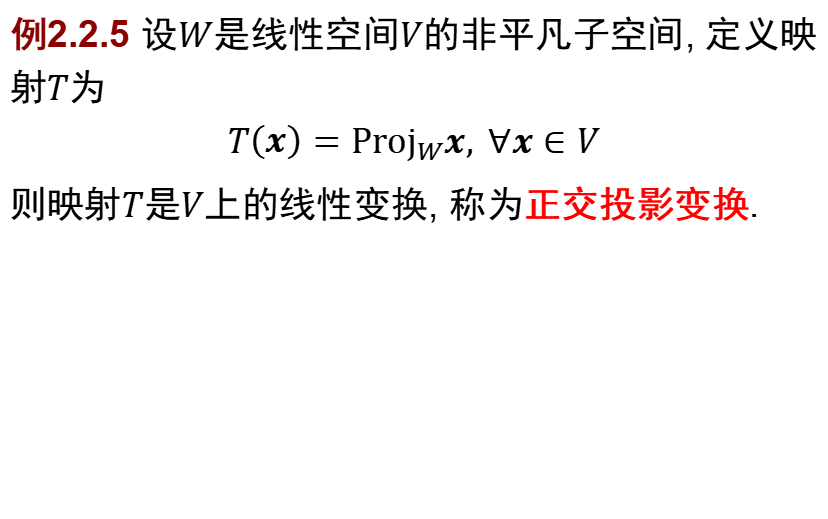 例2.2.5 设W是线性空间V的非平凡子空间, 定义映
射T为
T(x) = Proj_W x, ∀x ∈ V
则映射T是V上的线性变换, 称为正交投影变换.